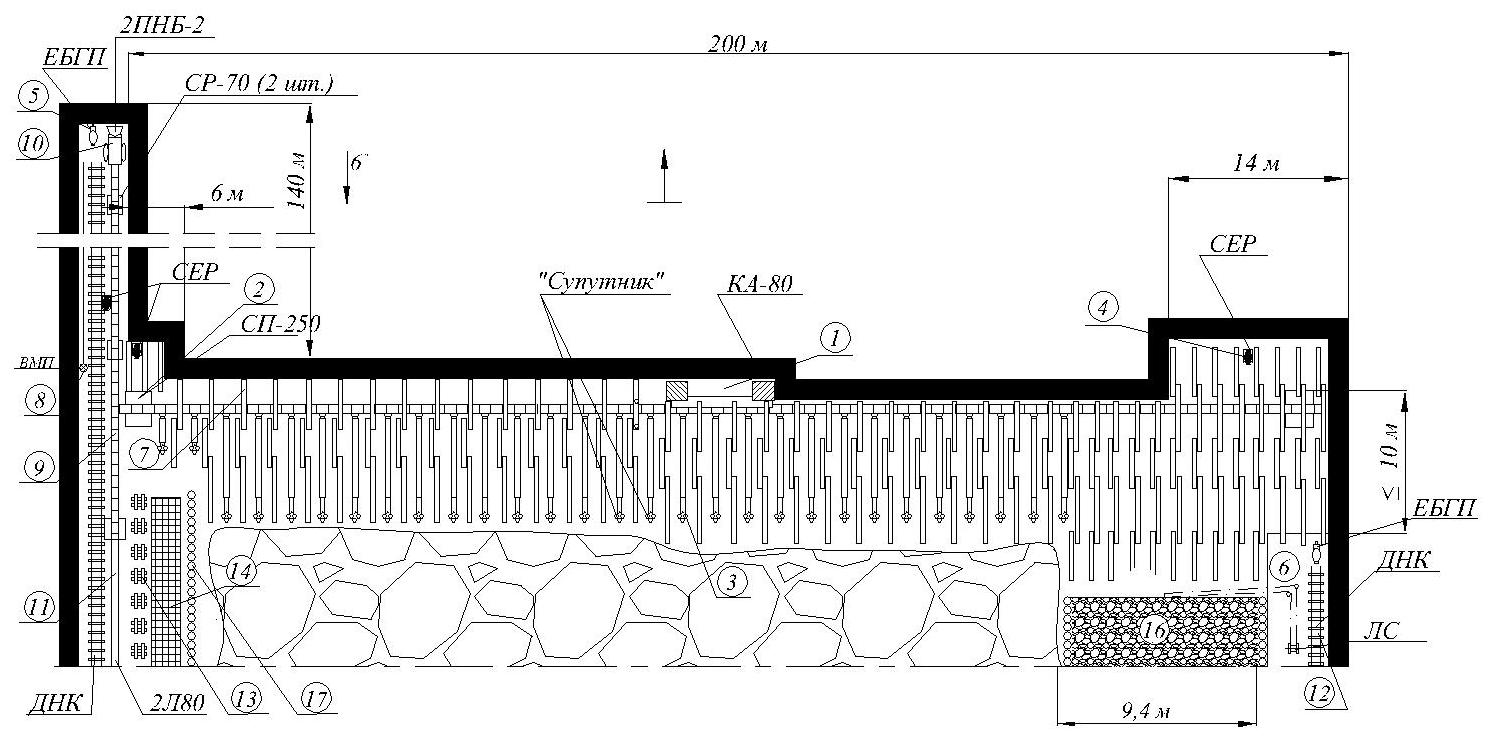 2ПНБ-2
200 м
ЕБГП
СР-70 (2 шт.)
5
10
140 м
6°
6 м
14 м
СЕР
СЕР
2
"Супутник"
КА-80
4
СП-250
1
ВМП
8
7
9
≤ 10 м
ЕБГП
14
3
6
ДНК
11
16
ЛС
ДНК
2Л80
13
17
12
9,4 м